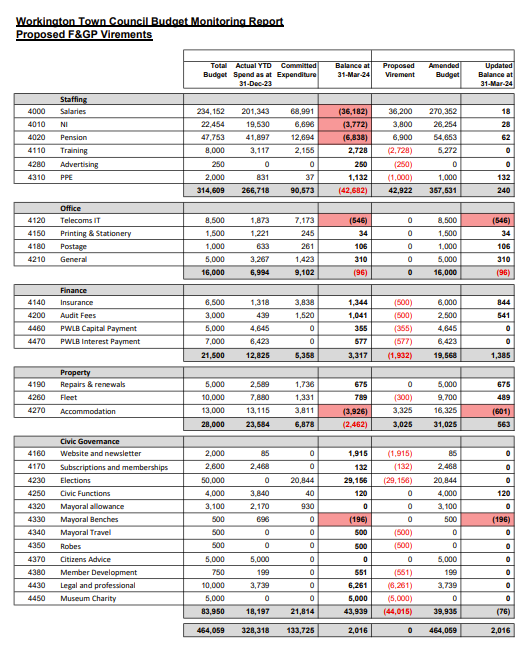 Workington Town Council Budget Monitoring Report
Proposed F&GP Virements
Total Actual YTD Committed Balance at Proposed Amended Updated
Budget Spend as at Expenditure 31-Mar-24 Virement Budget Balance at
31-Dec-23 31-Mar-24
Staffing
4000 Salaries 234,152 201,343 68,991 (36,182) 36,200 270,352 18
4010 NI 22,454 19,530 6,696 (3,772) 3,800 26,254 28
4020 Pension 47,753 41,897 12,694 (6,838) 6,900 54,653 62
4110 Training 8,000 3,117 2,155 2,728 (2,728) 5,272 0
4280 Advertising 250 0 0 250 (250) 0 0
4310 PPE 2,000 831 37 1,132 (1,000) 1,000 132
314,609 266,718 90,573 (42,682) 42,922 357,531 240
Office
4120 Telecoms IT 8,500 1,873 7,173 (546) 0 8,500 (546)
4150 Printing & Stationery 1,500 1,221 245 34 0 1,500 34
4180 Postage 1,000 633 261 106 0 1,000 106
4210 General 5,000 3,267 1,423 310 0 5,000 310
16,000 6,994 9,102 (96) 0 16,000 (96)
Finance
4140 Insurance 6,500 1,318 3,838 1,344 (500) 6,000 844
4200 Audit Fees 3,000 439 1,520 1,041 (500) 2,500 541
4460 PWLB Capital Payment 5,000 4,645 0 355 (355) 4,645 0
4470 PWLB Interest Payment 7,000 6,423 0 577 (577) 6,423 0
21,500 12,825 5,358 3,317 (1,932) 19,568 1,385
Property
4190 Repairs & renewals 5,000 2,589 1,736 675 0 5,000 675
4260 Fleet 10,000 7,880 1,331 789 (300) 9,700 489
4270 Accommodation 13,000 13,115 3,811 (3,926) 3,325 16,325 (601)
28,000 23,584 6,878 (2,462) 3,025 31,025 563
Civic Governance
4160 Website and newsletter 2,000 85 0 1,915 (1,915) 85 0
4170 Subscriptions and memberships 2,600 2,468 0 132 (132) 2,468 0
4230 Elections 50,000 0 20,844 29,156 (29,156) 20,844 0
4250 Civic Functions 4,000 3,840 40 120 0 4,000 120
4320 Mayoral allowance 3,100 2,170 930 0 0 3,100 0
4330 Mayoral Benches 500 696 0 (196) 0 500 (196)
4340 Mayoral Travel 500 0 0 500 (500) 0 0
4350 Robes 500 0 0 500 (500) 0 0
4370 Citizens Advice 5,000 5,000 0 0 0 5,000 0
4380 Member Development 750 199 0 551 (551) 199 0
4430 Legal and professional 10,000 3,739 0 6,261 (6,261) 3,739 0
4450 Museum Charity 5,000 0 0 5,000 (5,000) 0 0
83,950 18,197 21,814 43,939 (44,015) 39,935 (76)
464,059 328,318 133,725 2,016 0 464,059 2,016